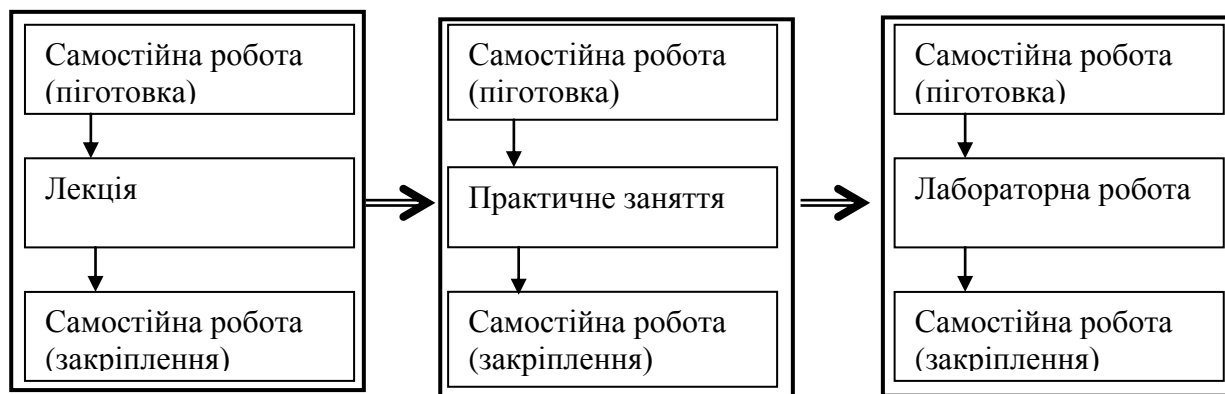 Самостійна робота
(піготовка)
Лекція
Самостійна робота
(закріплення)
Самостійна робота
(піготовка)
Практичне заняття
Самостійна робота
(закріплення)
Самостійна робота
(піготовка)
Лабораторна робота
Самостійна робота
(закріплення)